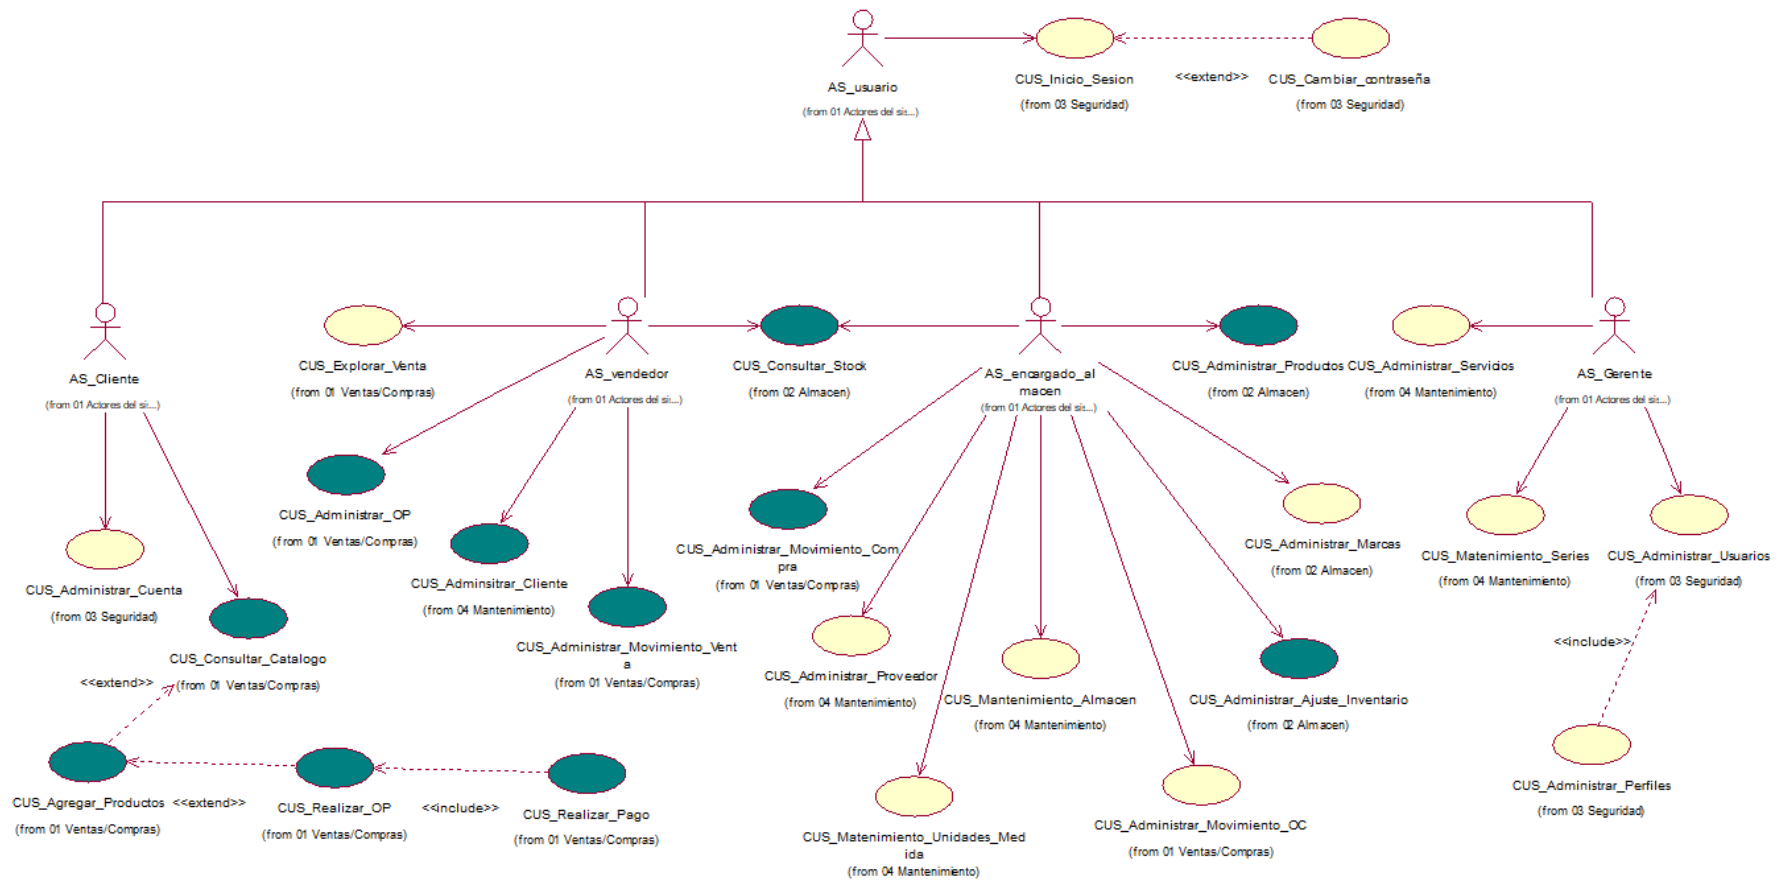 AS_usuario
(from 01 Actores del sis...)
CUS_Inicio_Sesion
(from 03 Seguridad)
<<extend>>
CUS_Cambiar_contraseña
(from 03 Seguridad)
AS_Cliente
(from 01 Actores del si...)
CUS_Explorar_Venta
(from 01 Ventas/Compras)
AS_vendedor
(from 01 Actores del si...)
CUS_Consultar_Stock
(from 02 Almacen)
AS_encargado_al
macen
(from 01 Actores del sis...)
CUS_Administrar_Productos
(from 02 Almacen)
CUS_Administrar_Servicios
(from 04 Mantenimiento)
AS_Gerente
(from 01 Actores del sis...)
CUS_Administrar_OP
(from 01 Ventas/Compras)
CUS_Adminsitrar_Cliente
(from 04 Mantenimiento)
CUS_Administrar_Movimiento_Com
pra
(from 01 Ventas/Compras)
CUS_Administrar_Marcas
(from 02 Almacen)
CUS_Matenimiento_Series
(from 04 Mantenimiento)
CUS_Administrar_Usuarios
(from 03 Seguridad)
CUS_Administrar_Cuenta
(from 03 Seguridad)
CUS_Consultar_Catalogo
(from 01 Ventas/Compras)
<<extend>>
CUS_Administrar_Movimiento_Vent
a
(from 01 Ventas/Compras)
CUS_Administrar_Proveedor
(from 04 Mantenimiento)
CUS_Mantenimiento_Almacen
(from 04 Mantenimiento)
CUS_Administrar_Ajuste_Inventario
(from 02 Almacen)
<<include>>
CUS_Agregar_Productos
(from 01 Ventas/Compras)
<<extend>>
CUS_Realizar_OP
(from 01 Ventas/Compras)
<<include>>
CUS_Realizar_Pago
(from 01 Ventas/Compras)
CUS_Matenimiento_Unidades_Med
ida
(from 04 Mantenimiento)
CUS_Administrar_Movimiento_OC
(from 01 Ventas/Compras)
CUS_Administrar_Perfiles
(from 03 Seguridad)